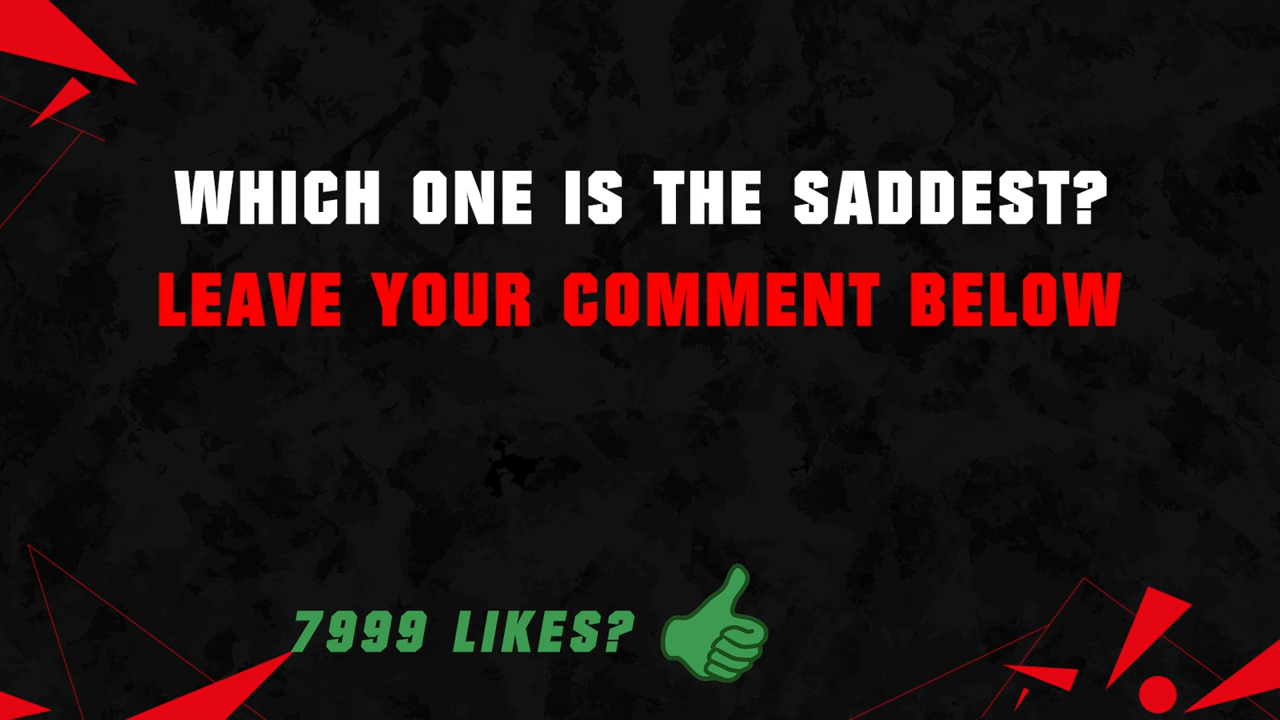 WHICH ONE IS THE SADDEST?
LEAVE YOUR COMMENT BELOW
7999 LIKES?